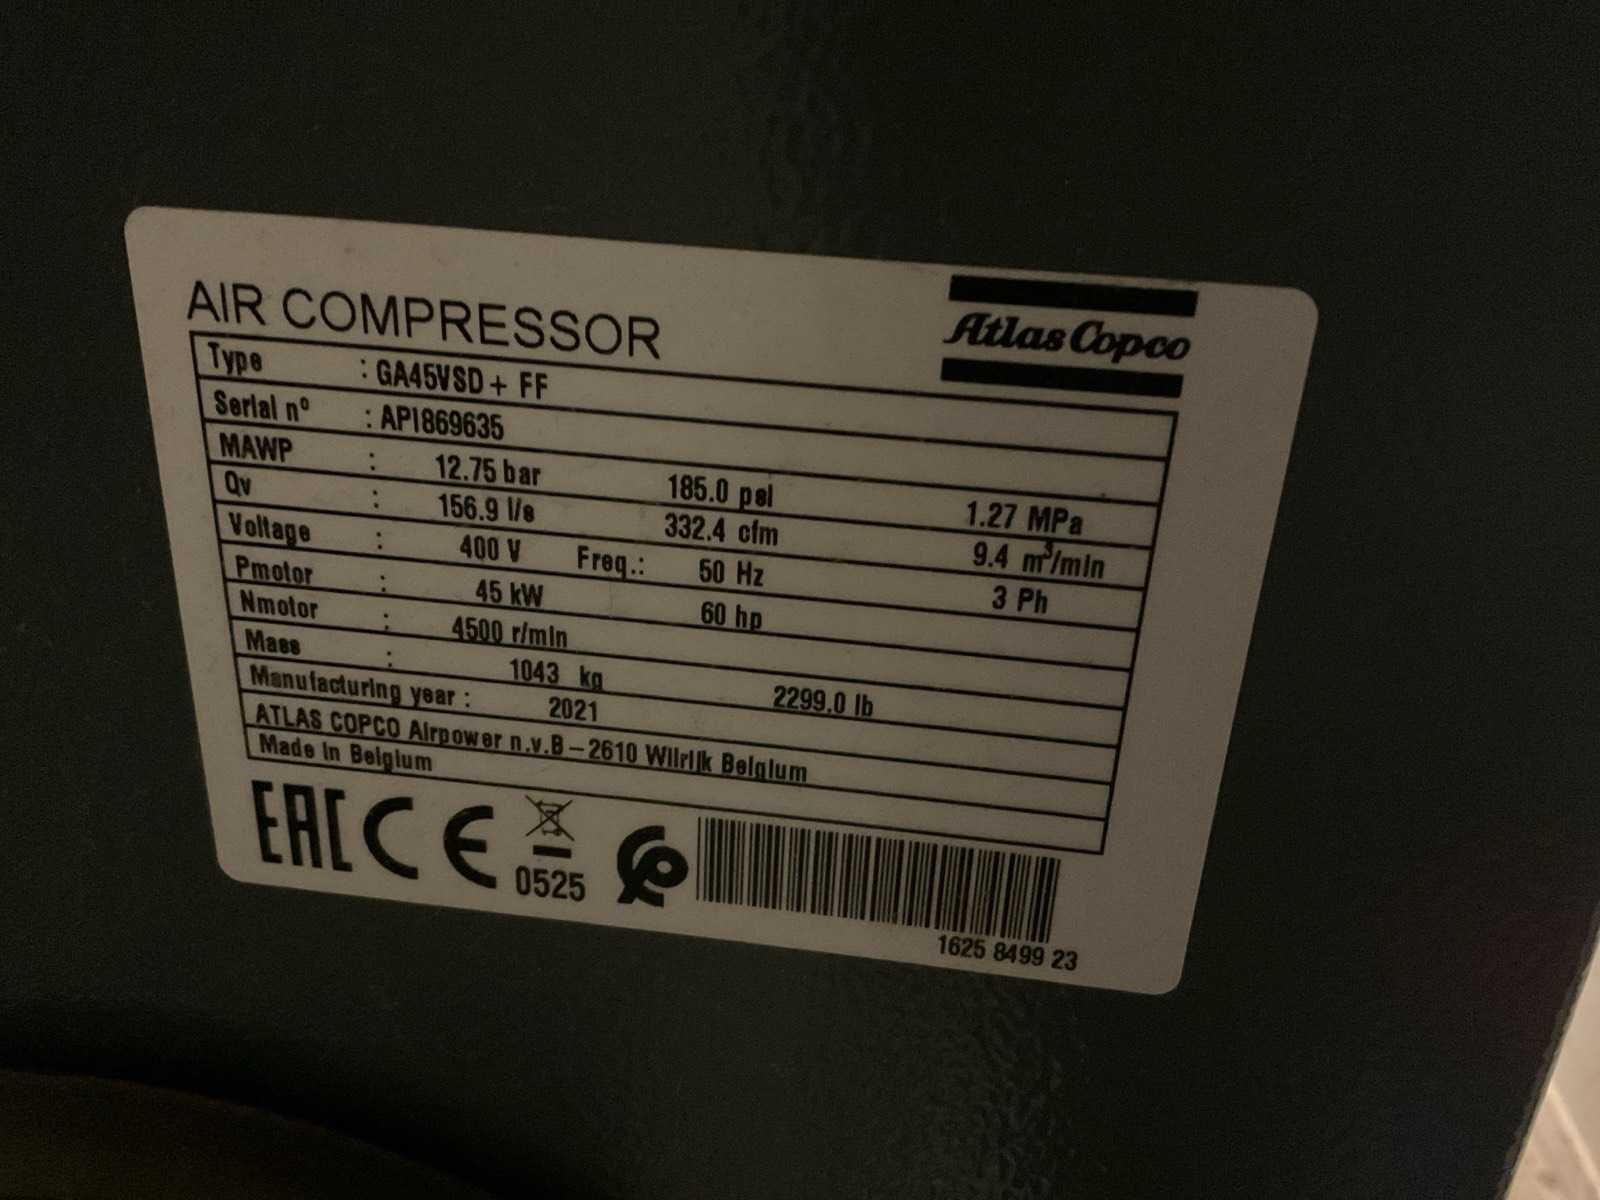 AIR COMPRESSOR
Atlas Copco
Type : GA45VSD+ FF
Serial nº : API869635
MAWP : 12.75 bar 185.0 psi 1.27 MPa
Qv : 156.9 l/s 332.4 cfm 9.4 m³/min
Voltage : 400 V Freq.: 50 Hz 3 Ph
Pmotor : 45 kW 60 hp
Nmotor : 4500 r/min
Mass : 1043 kg 2299.0 lb
Manufacturing year : 2021
ATLAS COPCO Airpower n.v.B-2610 Wilrijk Belgium
Made in Belgium
EAC CE 0525
1625 8499 23